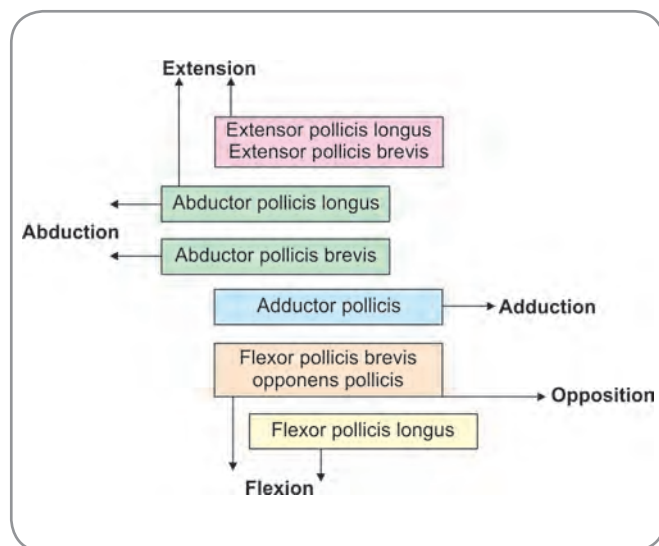 Extension
Extensor pollicis longus
Extensor pollicis brevis
Abductor pollicis longus
Abduction
Abductor pollicis brevis
Adductor pollicis
Adduction
Flexor pollicis brevis
opponens pollicis
Opposition
Flexor pollicis longus
Flexion